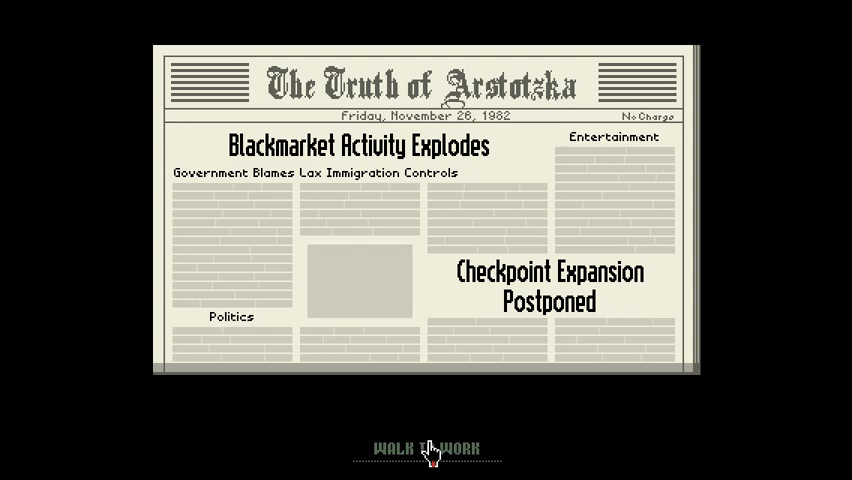 The Truth of Arstotzka
Friday, November 26, 1982
No Charge
Blackmarket Activity Explodes
Government Blames Lax Immigration Controls
Entertainment
Checkpoint Expansion
Postponed
Politics
WALK TO WORK